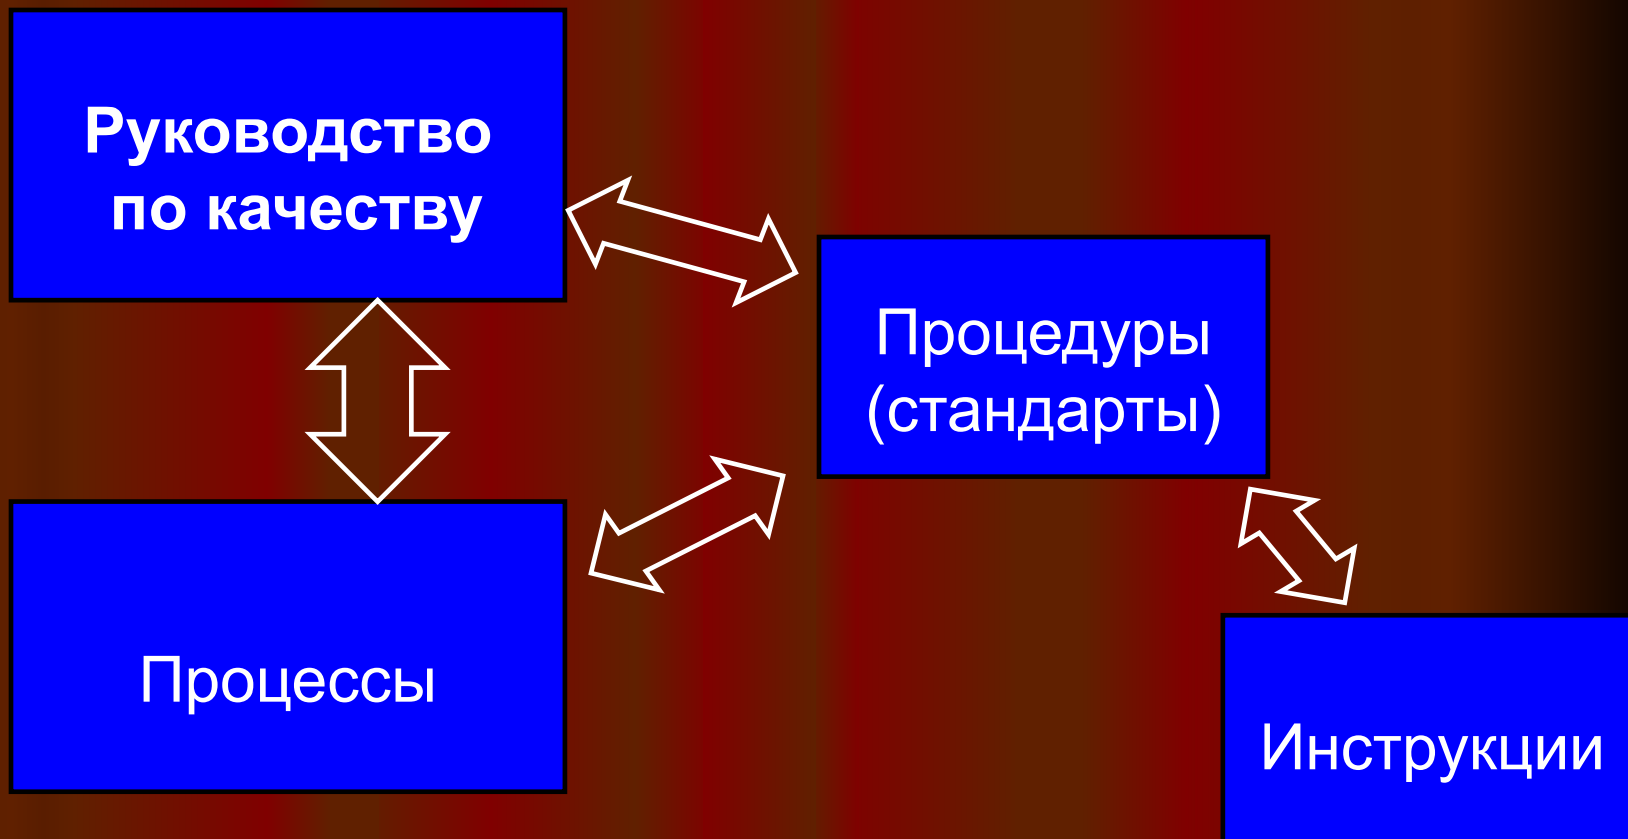 Руководство
по качеству
Процедуры
(стандарты)
Процессы
Инструкции